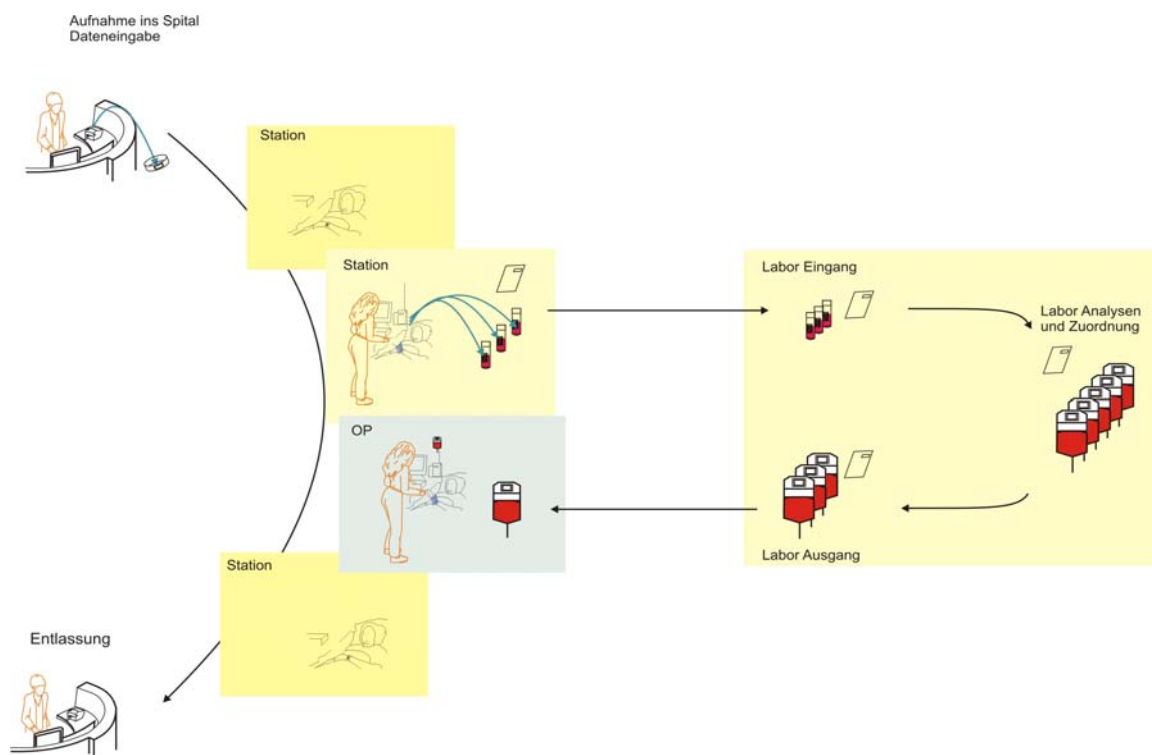 Aufnahme ins Spital
Dateneingabe
Station
Station
Labor Eingang
Labor Analysen
und Zuordnung
OP
Labor Ausgang
Station
Entlassung